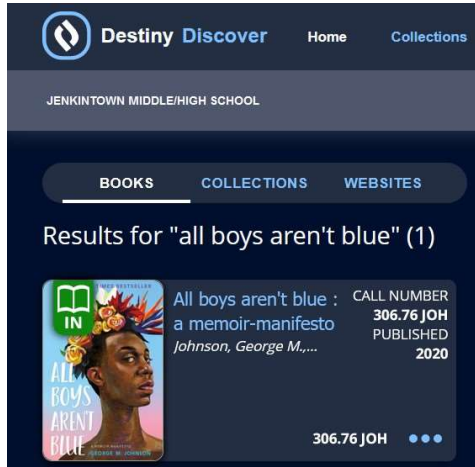 Destiny Discover Home Collections
JENKINTOWN MIDDLE/HIGH SCHOOL
BOOKS COLLECTIONS WEBSITES
Results for "all boys aren't blue" (1)
IN
TIMES BESTSELLER
ALL
BOYS
AREN'T
BLUE
GEORGE M. JOHNSON
All boys aren't blue :
a memoir-manifesto
Johnson, George M.,...
CALL NUMBER
306.76 JOH
PUBLISHED
2020
306.76 JOH